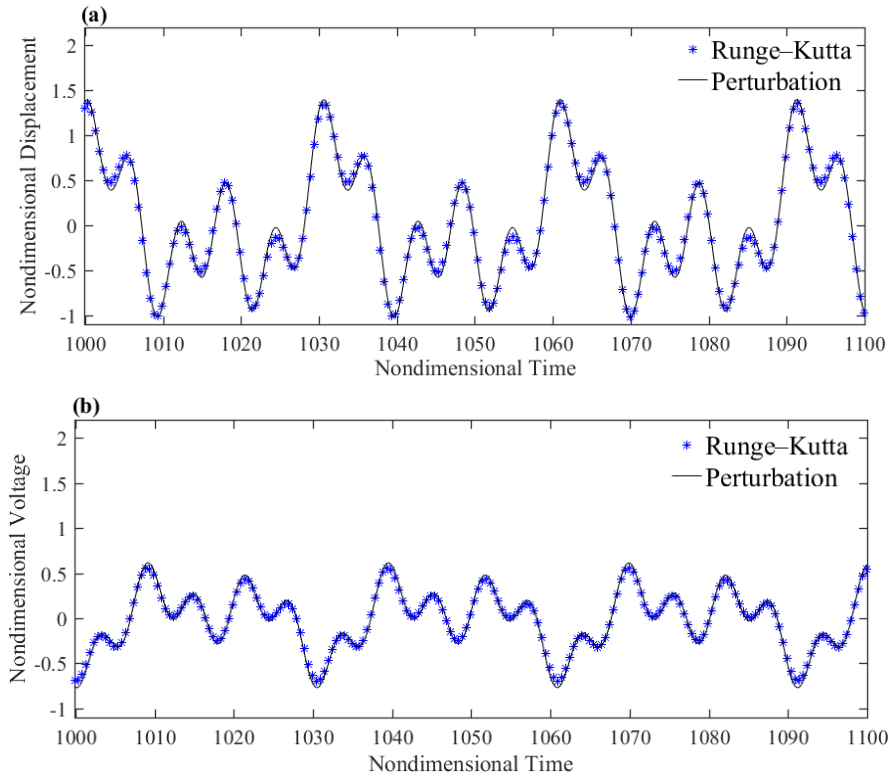 (a)
Nondimensional Displacement
2
1.5
1
0.5
0
-0.5
-1
Runge–Kutta
Perturbation
1000 1010 1020 1030 1040 1050 1060 1070 1080 1090 1100
Nondimensional Time
(b)
Nondimensional Voltage
2
1.5
1
0.5
0
-0.5
-1
Runge–Kutta
Perturbation
1000 1010 1020 1030 1040 1050 1060 1070 1080 1090 1100
Nondimensional Time